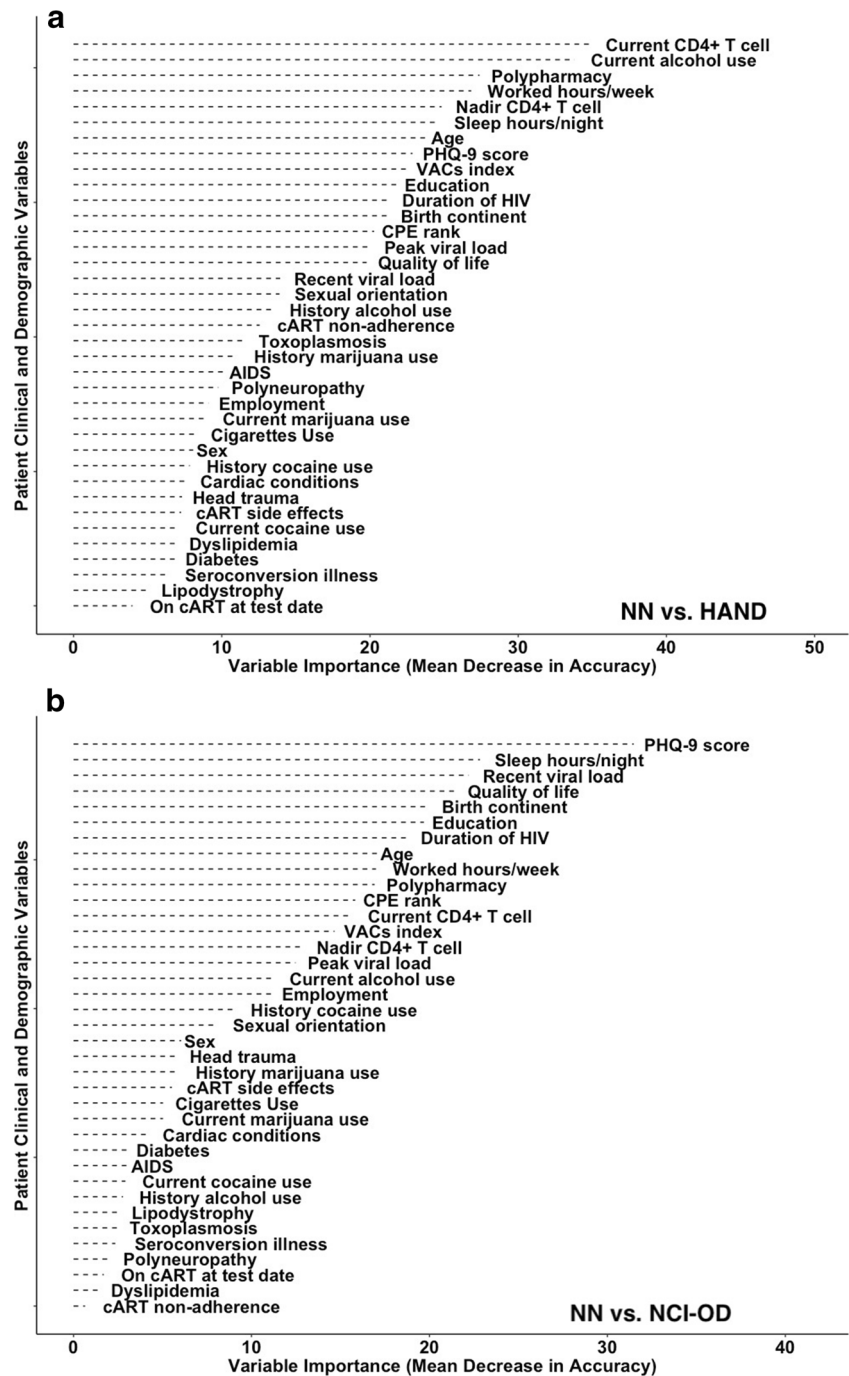 a
Patient Clinical and Demographic Variables
Current CD4+ T cell
Current alcohol use
Polypharmacy
Worked hours/week
Nadir CD4+ T cell
Sleep hours/night
Age
PHQ-9 score
VACs index
Education
Duration of HIV
Birth continent
CPE rank
Peak viral load
Quality of life
Recent viral load
Sexual orientation
History alcohol use
cART non-adherence
Toxoplasmosis
History marijuana use
AIDS
Polyneuropathy
Employment
Current marijuana use
Cigarettes Use
Sex
History cocaine use
Cardiac conditions
Head trauma
cART side effects
Current cocaine use
Dyslipidemia
Diabetes
Seroconversion illness
Lipodystrophy
On cART at test date
NN vs. HAND
0 10 20 30 40 50
Variable Importance (Mean Decrease in Accuracy)
b
Patient Clinical and Demographic Variables
PHQ-9 score
Sleep hours/night
Recent viral load
Quality of life
Birth continent
Education
Duration of HIV
Age
Worked hours/week
Polypharmacy
CPE rank
Current CD4+ T cell
VACs index
Nadir CD4+ T cell
Peak viral load
Current alcohol use
Employment
History cocaine use
Sexual orientation
Sex
Head trauma
History marijuana use
cART side effects
Cigarettes Use
Current marijuana use
Cardiac conditions
Diabetes
AIDS
Current cocaine use
History alcohol use
Lipodystrophy
Toxoplasmosis
Seroconversion illness
Polyneuropathy
On cART at test date
Dyslipidemia
cART non-adherence
NN vs. NCI-OD
0 10 20 30 40
Variable Importance (Mean Decrease in Accuracy)